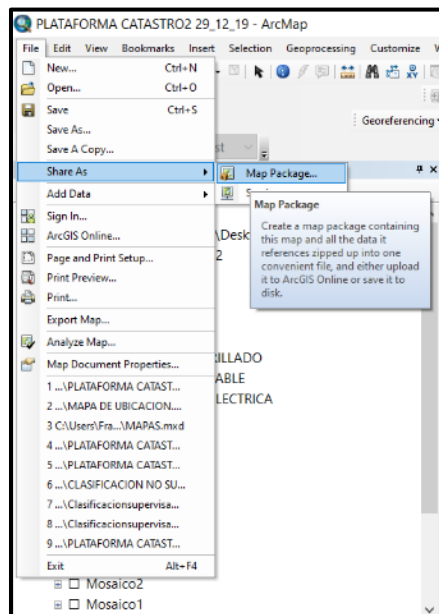 PLATAFORMA CATASTRO2 29_12_19 - ArcMap
File Edit View Bookmarks Insert Selection Geoprocessing Customize
New... Ctrl+N
Open... Ctrl+O
Save Ctrl+S
Save As...
Georeferencing
Save A Copy...
Share As
Map Package...
Add Data
Map Package
Create a map package containing
this map and all the data it
references zipped up into one
convenient file, and either upload
it to ArcGIS Online or save it to
disk.
Sign In...
ArcGIS Online...
\Desk
2
Page and Print Setup...
Print Preview...
Print...
Export Map...
Analyze Map...
RILLADO
Map Document Properties...
ABLE
1 ...\PLATAFORMA CATAST...
LECTRICA
2 ...\MAPA DE UBICACION....
3 C:\Users\Fra...\MAPAS.mxd
4 ...\PLATAFORMA CATAST...
5 ...\PLATAFORMA CATAST...
6 ...\CLASIFICACION NO SU...
7 ...\Clasificacionsupervisa...
8 ...\Clasificacionsupervisa...
9 ...\PLATAFORMA CATAST...
Exit Alt+F4
Mosaico2
Mosaico1